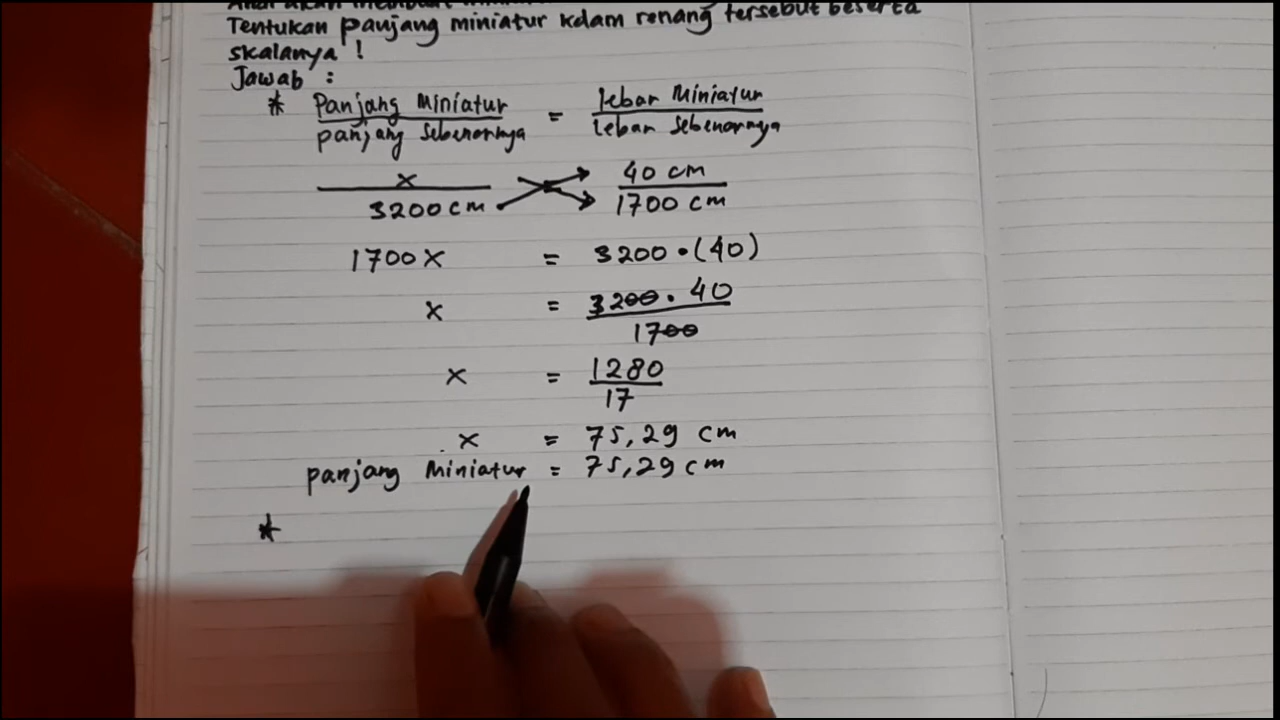 Tentukan panjang miniatur kolam renang tersebut beserta
skalanya !
Jawab :
* Panjang Miniatur / panjang sebenarnya = lebar Miniatur / lebar sebenarnya
x / 3200 cm 40 cm / 1700 cm
1700 x = 3200 • (40)
x = 3200 . 40 / 1700
x = 1280 / 17
x = 75,29 cm
panjang Miniatur = 75,29 cm
*